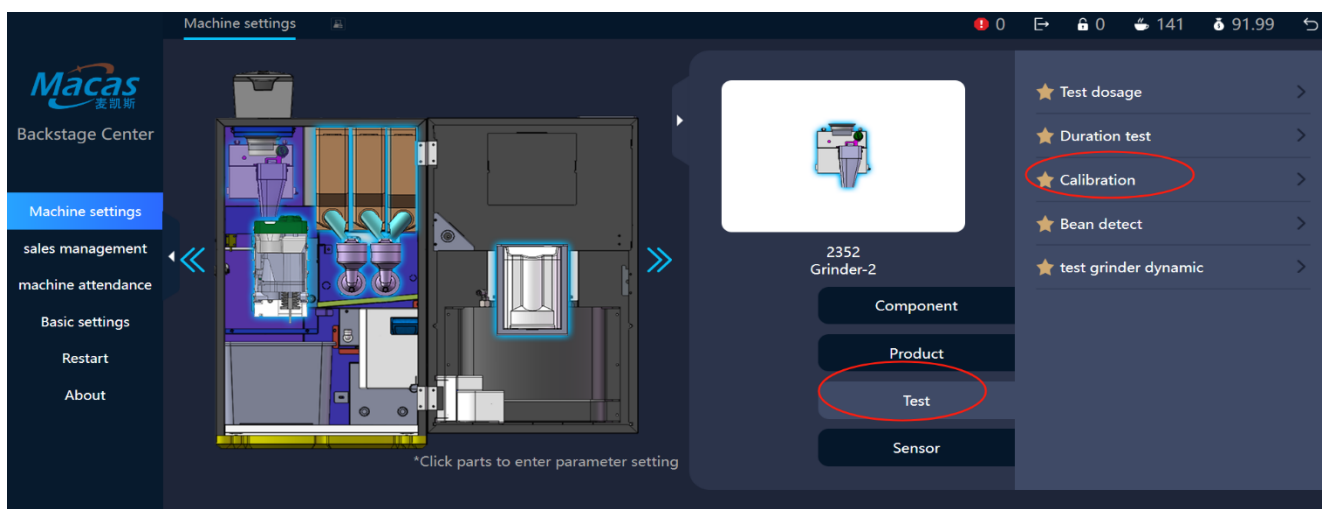 Machine settings
0
0
141
91.99
Macas
麦凯斯
Backstage Center
Machine settings
sales management
machine attendance
Basic settings
Restart
About
*Click parts to enter parameter setting
2352
Grinder-2
Component
Product
Test
Sensor
Test dosage
Duration test
Calibration
Bean detect
test grinder dynamic